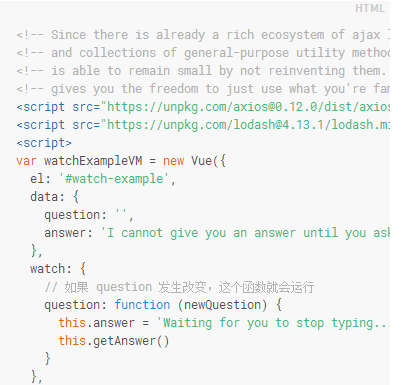 HTML
<!-- Since there is already a rich ecosystem of ajax
<!-- and collections of general-purpose utility
<!-- is able to remain small by not reinventing them.
<!-- gives you the freedom to just use what you're
<script src="https://unpkg.com/axios@0.12.0/dist/axios
<script src="https://unpkg.com/lodash@4.13.1/lodash.mi
<script>
var watchExampleVM = new Vue({
el: '#watch-example',
data: {
question: '',
answer: 'I cannot give you an answer until you ask
},
watch: {
// 如果 question 发生改变，这个函数就会运行
question: function (newQuestion) {
this.answer = 'Waiting for you to stop typing..
this.getAnswer()
}
},